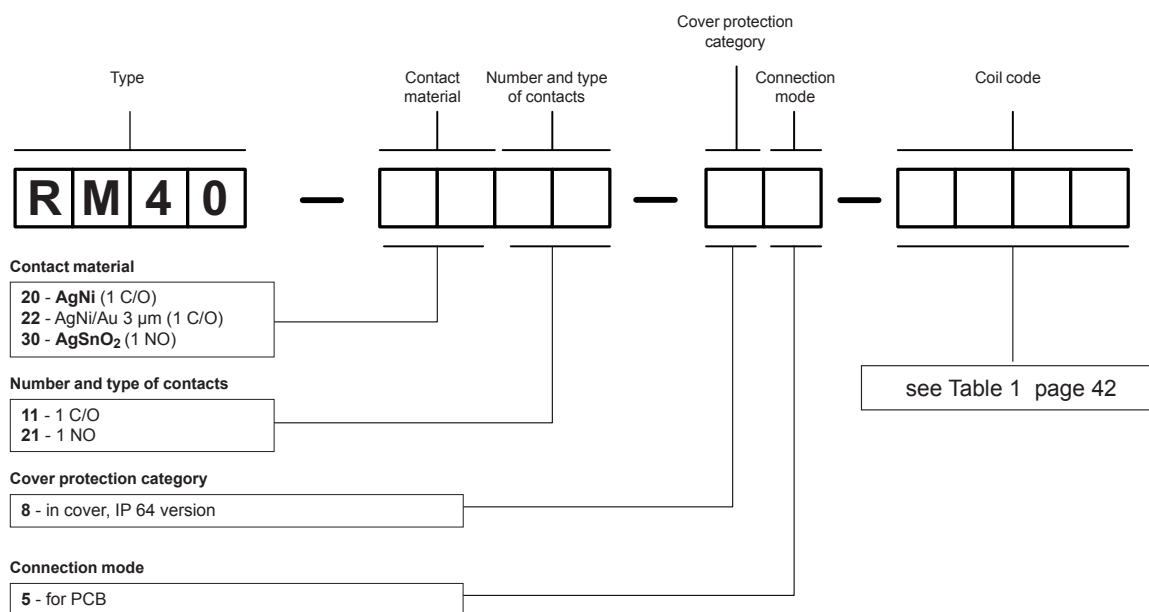 Cover protection
category
Type
Contact
material
Number and type
of contacts
Connection
mode
Coil code
RM40 — — —
Contact material
20 - AgNi (1 C/O)
22 - AgNi/Au 3 µm (1 C/O)
30 - AgSnO₂ (1 NO)
Number and type of contacts
11 - 1 C/O
21 - 1 NO
see Table 1 page 42
Cover protection category
8 - in cover, IP 64 version
Connection mode
5 - for PCB